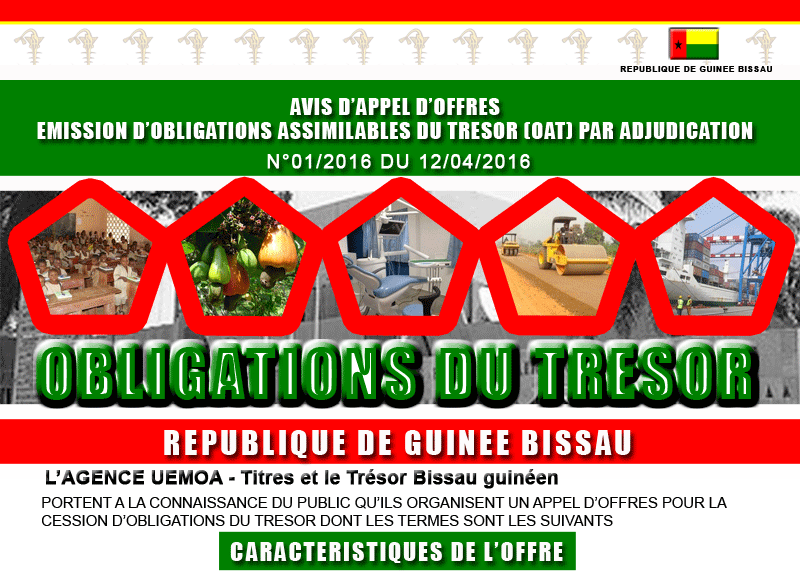 REPUBLIQUE DE GUINEE BISSAU
AVIS D'APPEL D'OFFRES
EMISSION D'OBLIGATIONS ASSIMILABLES DU TRESOR (OAT) PAR ADJUDICATION
N°01/2016 DU 12/04/2016
OBLIGATIONS DU TRESOR
REPUBLIQUE DE GUINEE BISSAU
L'AGENCE UEMOA - Titres et le Trésor Bissau guinéen
PORTENT A LA CONNAISSANCE DU PUBLIC QU'ILS ORGANISENT UN APPEL D'OFFRES POUR LA
CESSION D'OBLIGATIONS DU TRESOR DONT LES TERMES SONT LES SUIVANTS
CARACTERISTIQUES DE L'OFFRE